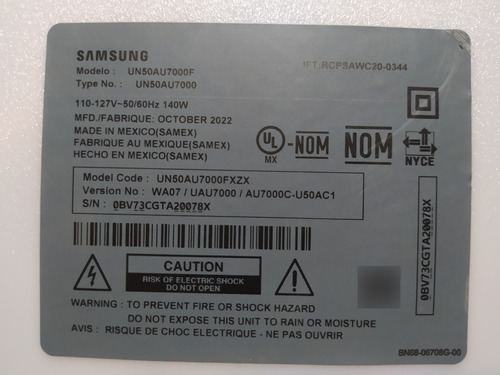 SAMSUNG
Modelo : UN50AU7000F
Type No. : UN50AU7000
IFT:RCPSAWC20-0344
110-127V~50/60Hz 140W
MFD./FABRIQUE: OCTOBER 2022
MADE IN MEXICO(SAMEX)
FABRIQUE AU MEXIQUE(SAMEX)
HECHO EN MEXICO(SAMEX)
UL MX -NOM NOM NYCE
Model Code : UN50AU7000FXZX
Version No : WA07 / UAU7000 / AU7000C-U50AC1
S/N : 0BV73CGTA20078X
0BV73CGTA20078X
CAUTION
RISK OF ELECTRIC SHOCK
DO NOT OPEN
WARNING : TO PREVENT FIRE OR SHOCK HAZARD
DO NOT EXPOSE TO RAIN OR MOISTURE
AVIS : RISQUE DE CHOC ELECTRIQUE - NE PAS OUVRIR
BN68-06708G-00